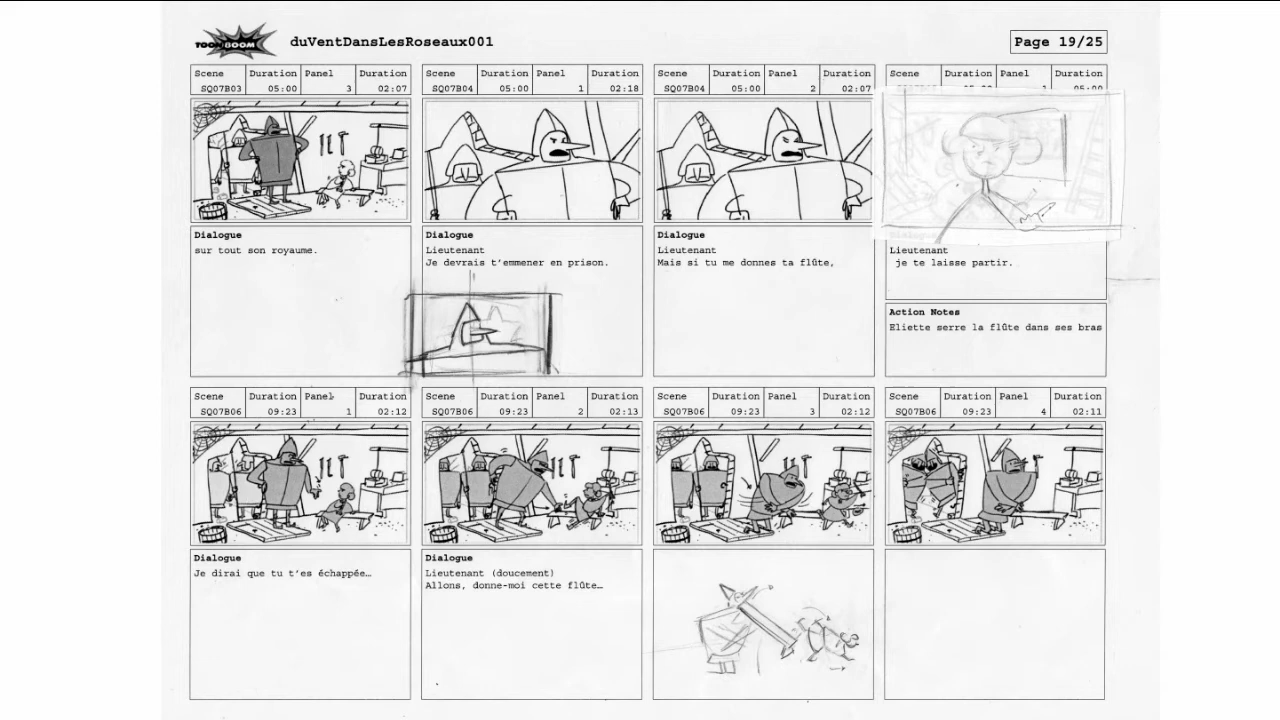 TOONBOOM
duVentDansLesRoseaux001
Page 19/25
Scene Duration Panel Duration
SQ07B03 05:00 3 02:07
Scene Duration Panel Duration
SQ07B04 05:00 1 02:18
Scene Duration Panel Duration
SQ07B04 05:00 2 02:07
Scene Duration Panel Duration
Dialogue
sur tout son royaume.
Dialogue
Lieutenant
Je devrais t'emmener en prison.
Dialogue
Lieutenant
Mais si tu me donnes ta flûte,
Lieutenant
je te laisse partir.
Action Notes
Eliette serre la flûte dans ses bras
Scene Duration Panel Duration
SQ07B06 09:23 1 02:12
Scene Duration Panel Duration
SQ07B06 09:23 2 02:13
Scene Duration Panel Duration
SQ07B06 09:23 3 02:12
Scene Duration Panel Duration
SQ07B06 09:23 4 02:11
Dialogue
Je dirai que tu t'es échappée…
Dialogue
Lieutenant (doucement)
Allons, donne-moi cette flûte…